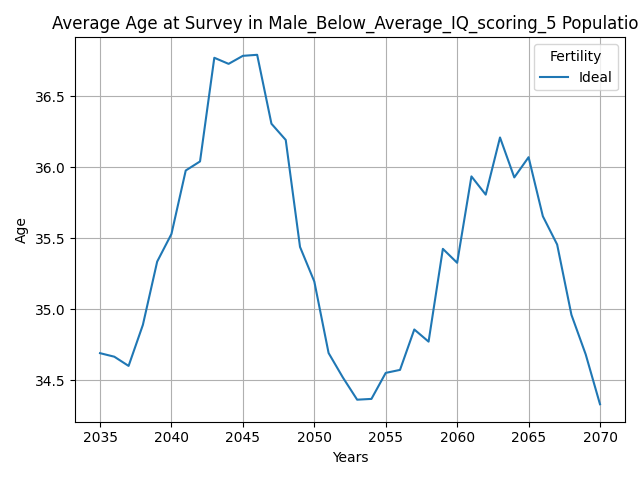 Average Age at Survey in Male_Below_Average_IQ_scoring_5 Populatio
Fertility
Ideal
Age
36.5
36.0
35.5
35.0
34.5
2035 2040 2045 2050 2055 2060 2065 2070
Years